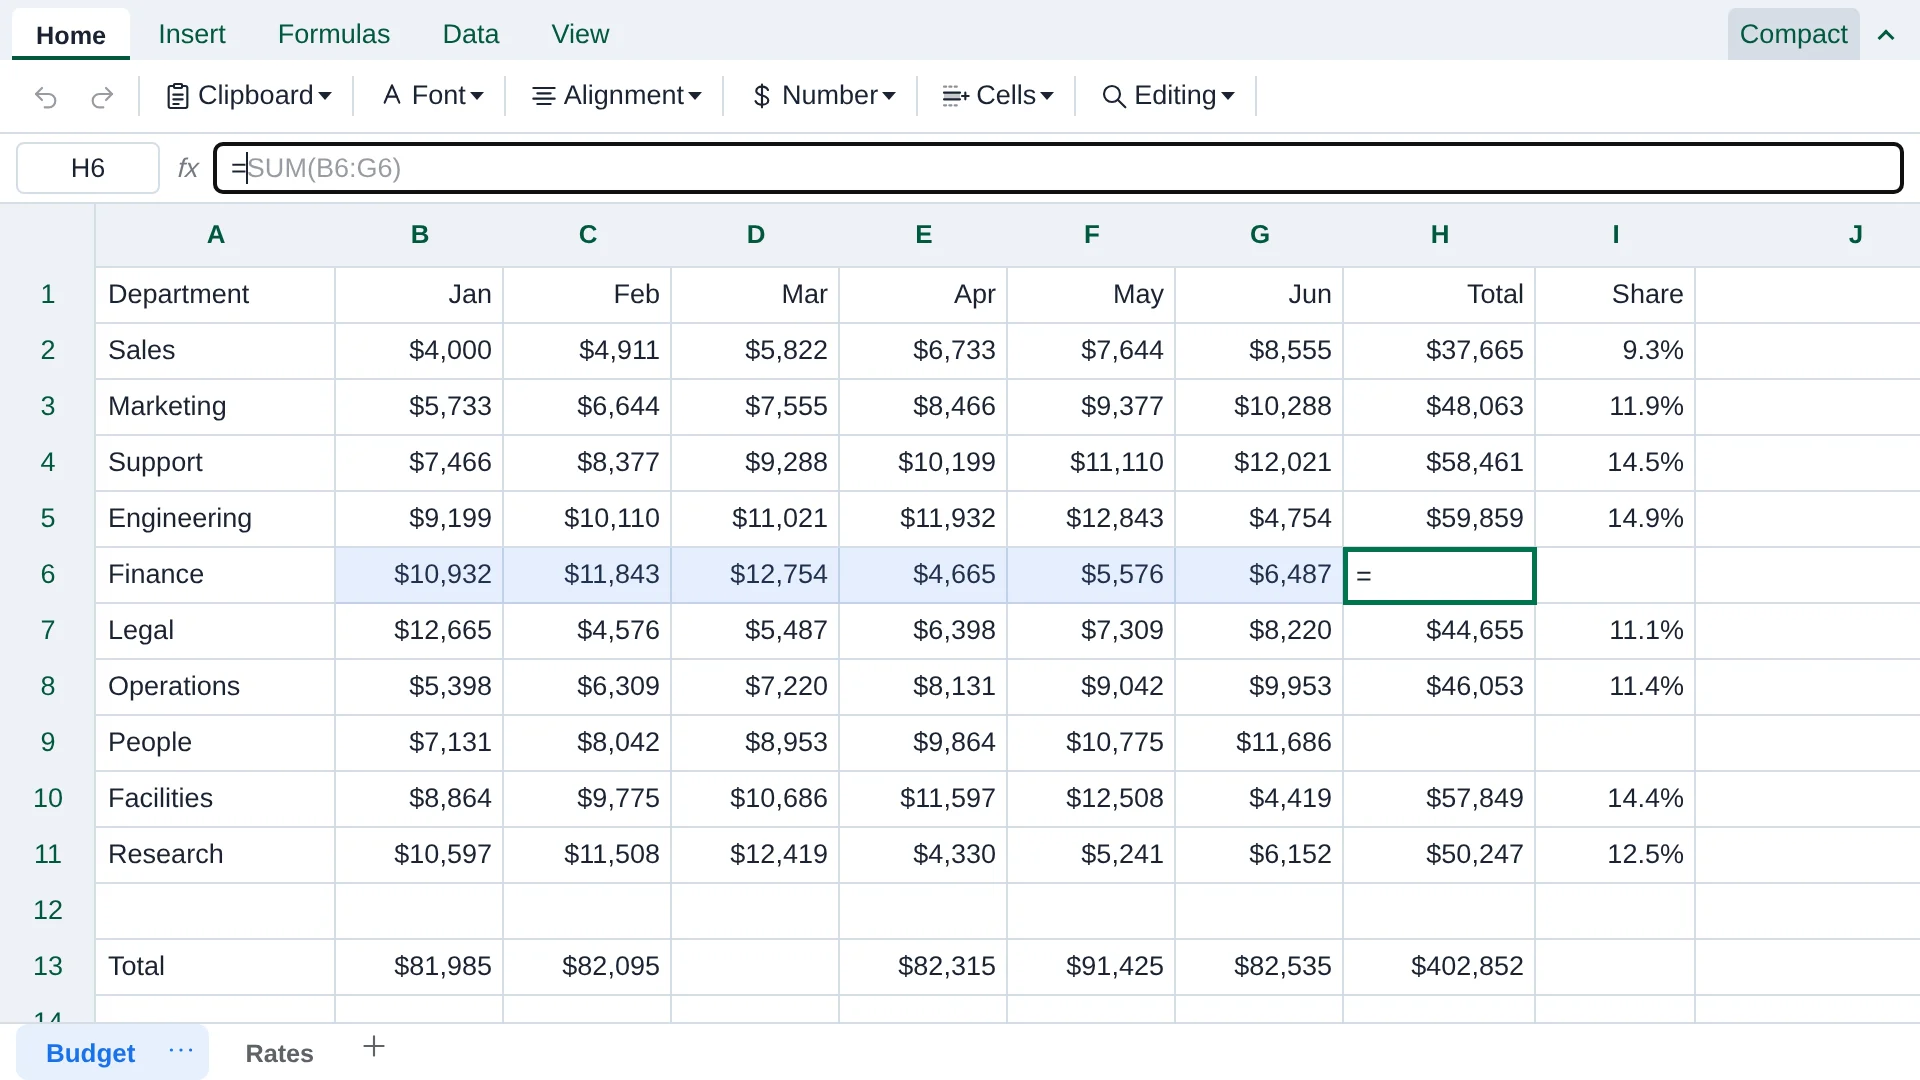 Home Insert Formulas Data View Compact
Clipboard Font Alignment $ Number Cells Editing
H6 fx =SUM(B6:G6)
A B C D E F G H I J
1 Department Jan Feb Mar Apr May Jun Total Share
2 Sales $4,000 $4,911 $5,822 $6,733 $7,644 $8,555 $37,665 9.3%
3 Marketing $5,733 $6,644 $7,555 $8,466 $9,377 $10,288 $48,063 11.9%
4 Support $7,466 $8,377 $9,288 $10,199 $11,110 $12,021 $58,461 14.5%
5 Engineering $9,199 $10,110 $11,021 $11,932 $12,843 $4,754 $59,859 14.9%
6 Finance $10,932 $11,843 $12,754 $4,665 $5,576 $6,487 =
7 Legal $12,665 $4,576 $5,487 $6,398 $7,309 $8,220 $44,655 11.1%
8 Operations $5,398 $6,309 $7,220 $8,131 $9,042 $9,953 $46,053 11.4%
9 People $7,131 $8,042 $8,953 $9,864 $10,775 $11,686
10 Facilities $8,864 $9,775 $10,686 $11,597 $12,508 $4,419 $57,849 14.4%
11 Research $10,597 $11,508 $12,419 $4,330 $5,241 $6,152 $50,247 12.5%
12
13 Total $81,985 $82,095 $82,315 $91,425 $82,535 $402,852
14
Budget ... Rates +